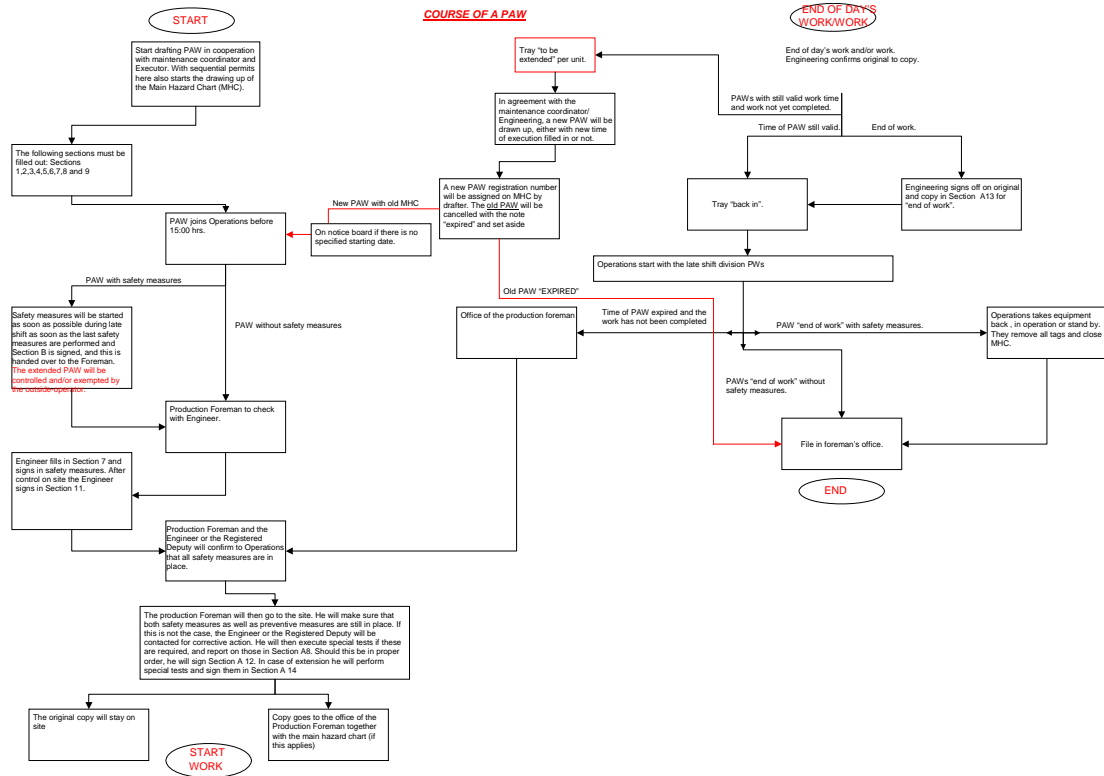 COURSE OF A PAW
START
Start drafting PAW in cooperation
with maintenance coordinator and
Executor. With sequential permits
here also starts the drawing up of
the Main Hazard Chart (MHC).
The following sections must be
filled out: Sections
1,2,3,4,5,6,7,8 and 9
PAW joins Operations before
15:00 hrs.
PAW with safety measures
PAW without safety measures
Safety measures will be started
as soon as possible during late
shift as soon as the last safety
measures are performed and
Section B is signed, and this is
handed over to the Foreman.
The extended PAW will be
controlled and/or exempted by
the outside-operator.
Production Foreman to check
with Engineer.
Engineer fills in Section 7 and
signs in safety measures. After
control on site the Engineer
signs in Section 11.
Production Foreman and the
Engineer or the Registered
Deputy will confirm to Operations
that all safety measures are in
place.
The production Foreman will then go to the site. He will make sure that
both safety measures as well as preventive measures are still in place. If
this is not the case, the Engineer or the Registered Deputy will be
contacted for corrective action. He will then execute special tests if these
are required, and report on those in Section A8. Should this be in proper
order, he will sign Section A 12. In case of extension he will perform
special tests and sign them in Section A 14
The original copy will stay on
site
Copy goes to the office of the
Production Foreman together
with the main hazard chart (if
this applies)
START
WORK
Tray “to be
extended” per unit.
In agreement with the
maintenance coordinator/
Engineering, a new PAW will be
drawn up, either with new time
of execution filled in or not.
A new PAW registration number
will be assigned on MHC by
drafter. The old PAW will be
cancelled with the note
“expired” and set aside
New PAW with old MHC
On notice board if there is no
specified starting date.
Old PAW “EXPIRED”
END OF DAY'S
WORK/WORK
End of day's work and/or work.
Engineering confirms original to copy.
PAWs with still valid work time
and work not yet completed.
Time of PAW still valid.
End of work.
Tray “back in”.
Engineering signs off on original
and copy in Section A13 for
“end of work”.
Operations start with the late shift division PWs
Office of the production foreman
Time of PAW expired and the
work has not been completed
PAW “end of work” with safety measures.
Operations takes equipment
back , in operation or stand by.
They remove all tags and close
MHC.
PAWs “end of work” without
safety measures.
File in foreman's office.
END